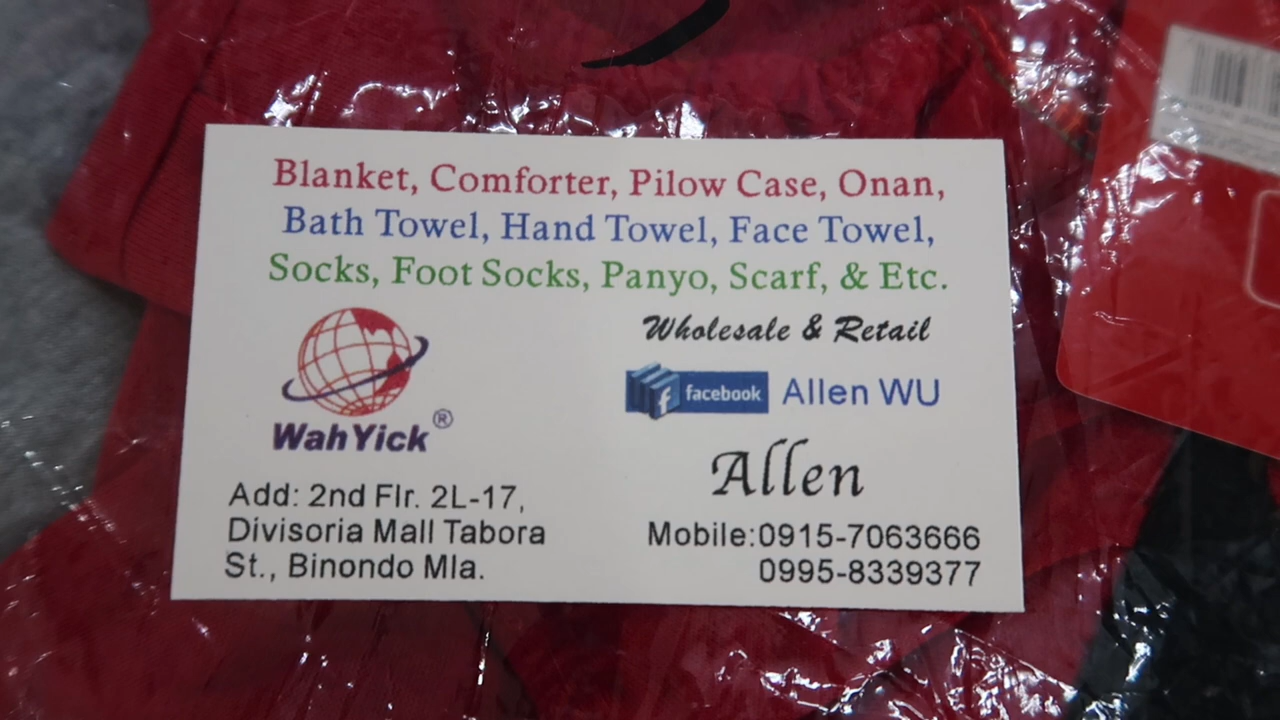 Blanket, Comforter, Pilow Case, Onan,
Bath Towel, Hand Towel, Face Towel,
Socks, Foot Socks, Panyo, Scarf, & Etc.
Wholesale & Retail
facebook Allen WU
WahYick®
Allen
Add: 2nd Flr. 2L-17,
Divisoria Mall Tabora
St., Binondo Mla.
Mobile:0915-7063666
0995-8339377